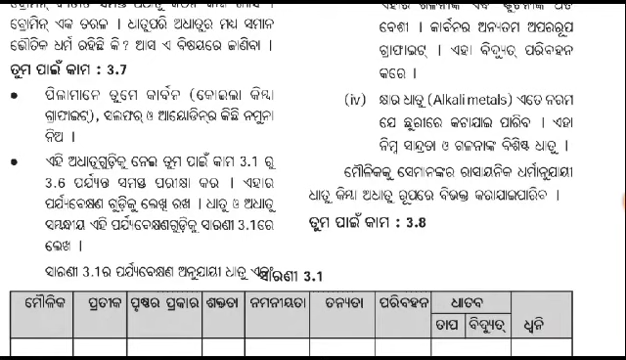 ବ୍ରୋମିନ୍ ଏକ ତରଳ । ଧାତୁପରି ଅଧାତୁର ମଧ୍ୟ ସମାନ
ଭୌତିକ ଧର୍ମ ରହିଛି କି ? ଆସ ଏ ବିଷୟରେ ଜାଣିବା ।
ତୁମ ପାଇଁ କାମ : 3.7
• ପିଲାମାନେ ତୁମେ କାର୍ବନ (କୋଇଲା କିମ୍ବା
ଗ୍ରାଫାଇଟ୍), ସଲଫର୍ ଓ ଆୟୋଡିନ୍‌ର କିଛି ନମୁନା
ନିଅ ।
• ଏହି ଅଧାତୁଗୁଡ଼ିକୁ ନେଇ ତୁମ ପାଇଁ କାମ 3.1 ରୁ
3.6 ପର୍ଯ୍ୟନ୍ତ ସମସ୍ତ ପରୀକ୍ଷା କର । ଏହାର
ପର୍ଯ୍ୟବେକ୍ଷଣ ଗୁଡ଼ିକୁ ଲେଖି ରଖ । ଧାତୁ ଓ ଅଧାତୁ
ସମ୍ବନ୍ଧୀୟ ଏହି ପର୍ଯ୍ୟବେକ୍ଷଣଗୁଡ଼ିକୁ ସାରଣୀ 3.1ରେ
ଲେଖ ।
ସାରଣୀ 3.1ର ପର୍ଯ୍ୟବେକ୍ଷଣ ଅନୁଯାୟୀ ଧାତୁ
ବେଶୀ । କାର୍ବନର ଅନ୍ୟତମ ଅପରରୂପ
ଗ୍ରାଫାଇଟ୍ । ଏହା ବିଦ୍ୟୁତ୍ ପରିବହନ
କରେ ।
(iv) କ୍ଷାର ଧାତୁ (Alkali metals) ଏତେ ନରମ
ଯେ ଛୁରୀରେ କଟାଯାଇ ପାରିବ । ଏହା
ନିମ୍ନ ସାନ୍ଦ୍ରତା ଓ ଗଳନାଙ୍କ ବିଶିଷ୍ଟ ଧାତୁ ।
ମୌଳିକକୁ ସେମାନଙ୍କର ରାସାୟନିକ ଧର୍ମାନୁଯାୟୀ
ଧାତୁ କିମ୍ବା ଅଧାତୁ ରୂପରେ ବିଭକ୍ତ କରାଯାଇପାରିବ ।
ତୁମ ପାଇଁ କାମ : 3.8
ସାରଣୀ 3.1
ମୌଳିକ ପ୍ରତୀକ ପୃଷ୍ଠର ପ୍ରକାର ଶକ୍ତତା ନମନୀୟତା ତନ୍ୟତା ପରିବହନ ଧାତବ
ତାପ ବିଦ୍ୟୁତ୍ ଧ୍ୱନି